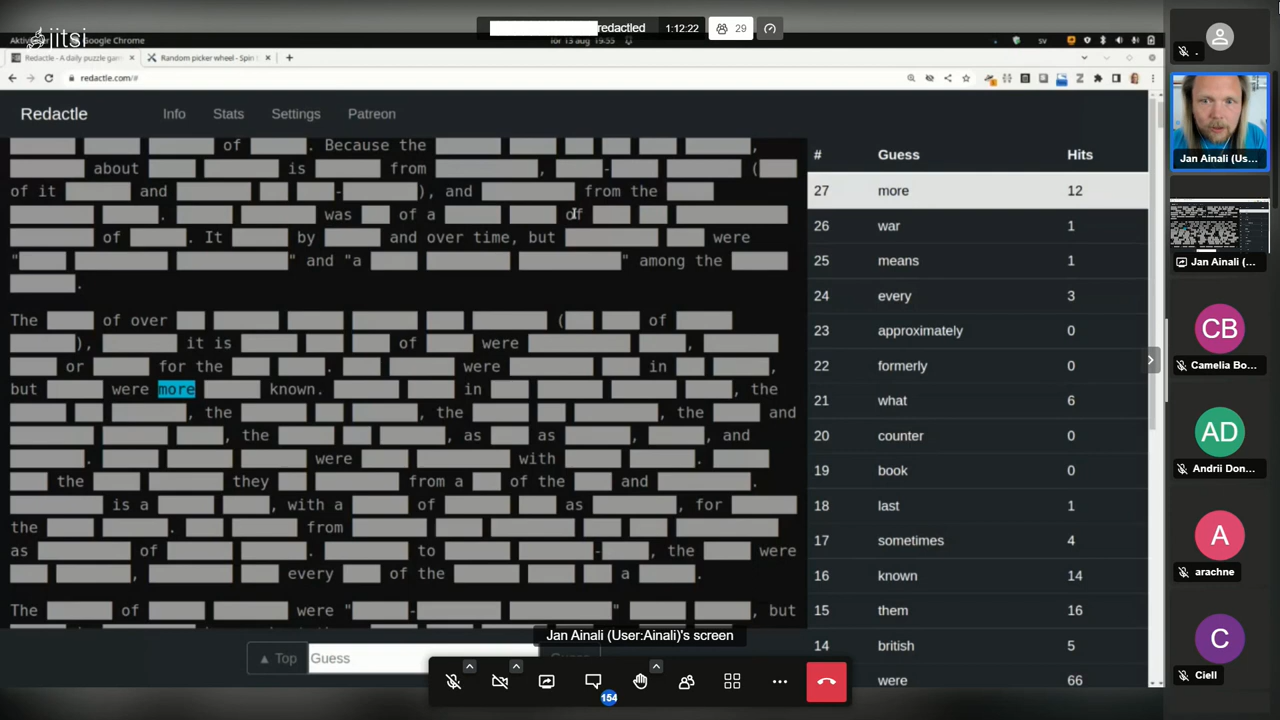 jitsi
redactled
1:12:22
29
Google Chrome
sv
Redactle - A daily puzzle gam
Random picker wheel - Spin t
redactle.com/#
Redactle
Info
Stats
Settings
Patreon
of . Because the ,
about is from , - (
of it and - ), and from the
. was of a of
of . It by and over time, but were
" " and "a " among the
.
The of over ( of
), it is of were ,
or for the . were in ,
but were more known. in , the
, the , the , the and
, the , as as , , and
. were with .
the they from a of the and .
is a , with a of as , for
the . from
as of . to - , the were
, every of the a .
The of were " - " , but
▲ Top
Guess
# Guess Hits
27 more 12
26 war 1
25 means 1
24 every 3
23 approximately 0
22 formerly 0
21 what 6
20 counter 0
19 book 0
18 last 1
17 sometimes 4
16 known 14
15 them 16
14 british 5
were 66
Jan Ainali (User:Ainali)'s screen
154
.
Jan Ainali (Us...
Jan Ainali (...
CB
Camelia Bo...
AD
Andrii Don...
A
arachne
C
Ciell